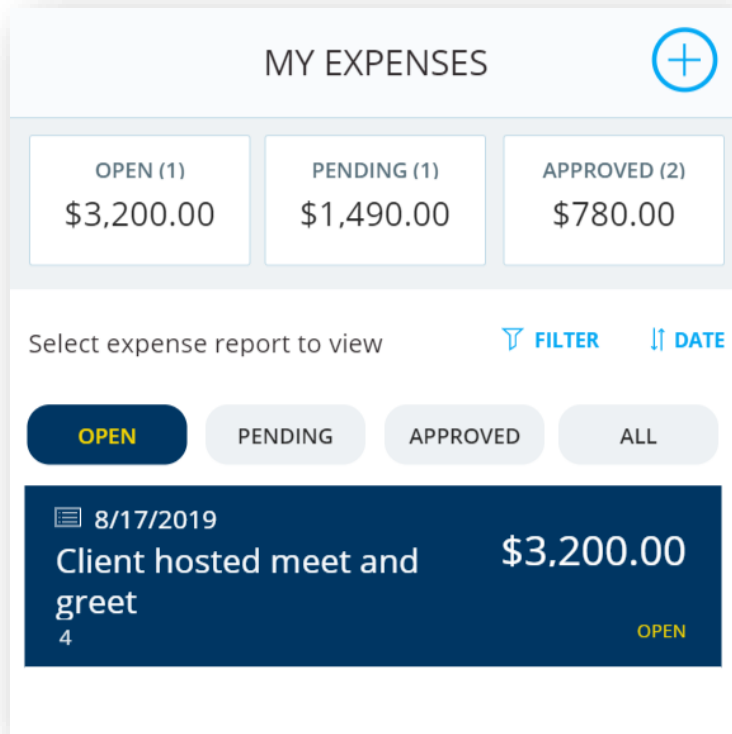 MY EXPENSES
OPEN (1) PENDING (1) APPROVED (2)
$3,200.00 $1,490.00 $780.00
Select expense report to view FILTER DATE
OPEN PENDING APPROVED ALL
8/17/2019
Client hosted meet and
greet
$3,200.00
4
OPEN